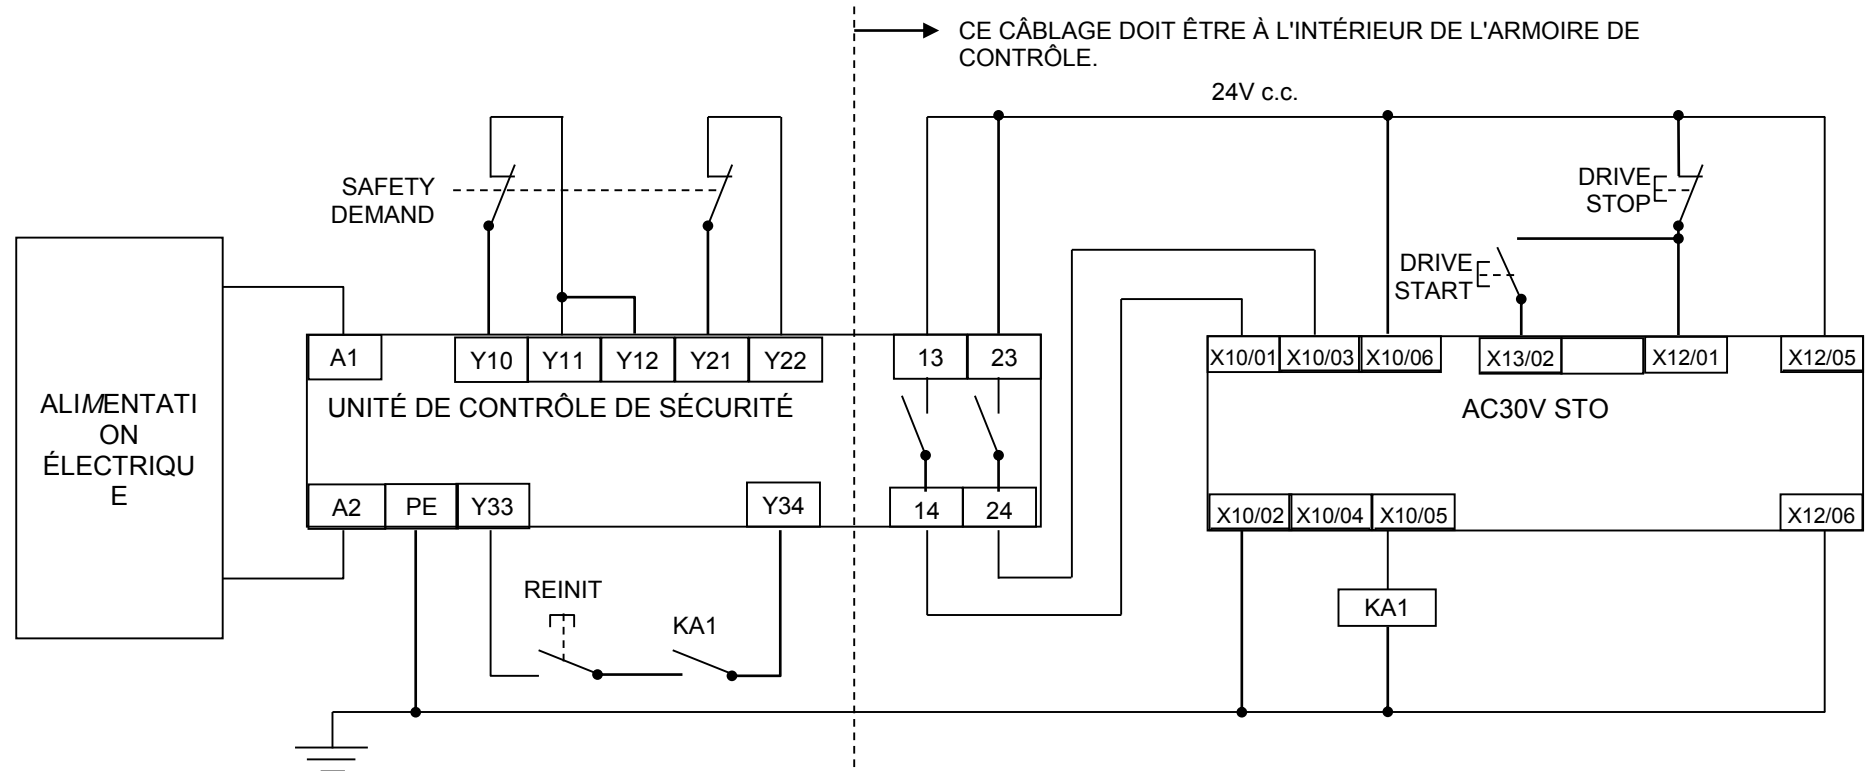 CE CÂBLAGE DOIT ÊTRE À L'INTÉRIEUR DE L'ARMOIRE DE
CONTRÔLE.
24V c.c.
SAFETY
DEMAND
DRIVE
STOP
DRIVE
START
A1
Y10
Y11
Y12
Y21
Y22
13
23
X10/01
X10/03
X10/06
X13/02
X12/01
X12/05
ALIMENTATI
ON
ÉLECTRIQU
E
UNITÉ DE CONTRÔLE DE SÉCURITÉ
AC30V STO
A2
PE
Y33
Y34
14
24
X10/02
X10/04
X10/05
X12/06
REINIT
KA1
KA1